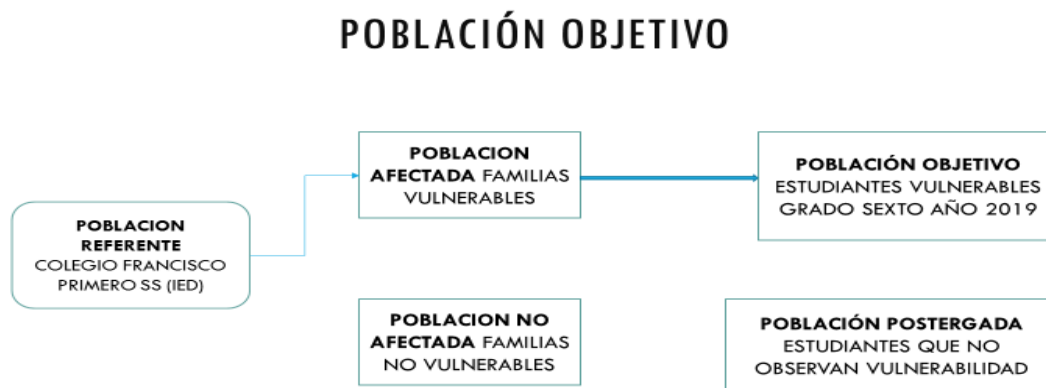 POBLACIÓN OBJETIVO
POBLACION
REFERENTE
COLEGIO FRANCISCO
PRIMERO SS (IED)
POBLACION
AFECTADA FAMILIAS
VULNERABLES
POBLACIÓN OBJETIVO
ESTUDIANTES VULNERABLES
GRADO SEXTO AÑO 2019
POBLACION NO
AFECTADA FAMILIAS
NO VULNERABLES
POBLACIÓN POSTERGADA
ESTUDIANTES QUE NO
OBSERVAN VULNERABILIDAD